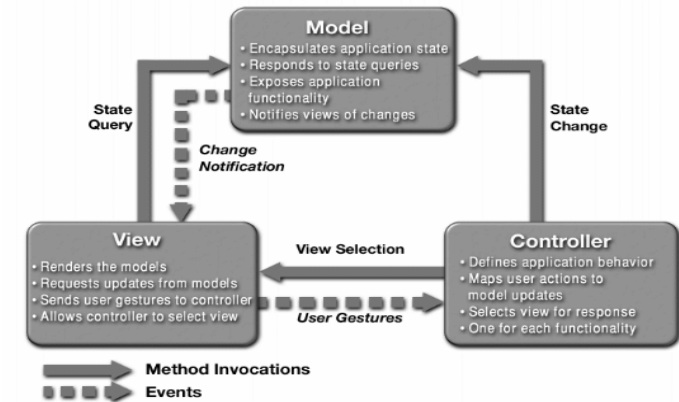 Model
• Encapsulates application state
• Responds to state queries
• Exposes application
functionality
• Notifies views of changes
State
Query
Change
Notification
State
Change
View
• Renders the models
• Requests updates from models
• Sends user gestures to controller
• Allows controller to select view
View Selection
User Gestures
Controller
• Defines application behavior
• Maps user actions to
model updates
• Selects view for response
• One for each functionality
Method Invocations
Events